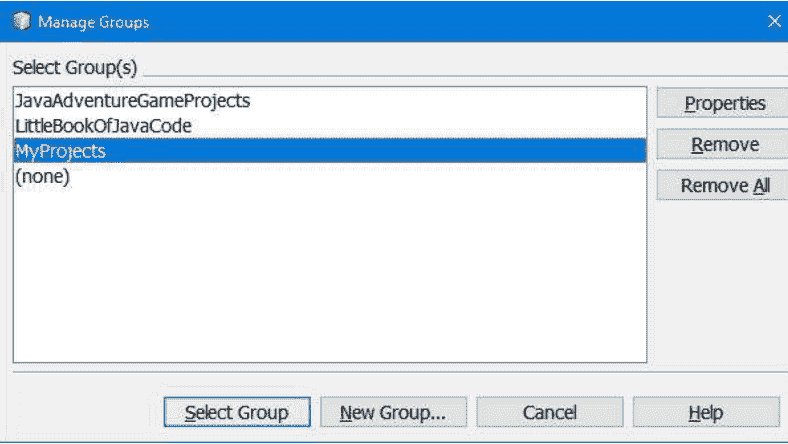 Manage Groups
Select Group(s)
JavaAdventureGameProjects
LittleBookOfJavaCode
MyProjects
(none)
Properties
Remove
Remove All
Select Group
New Group...
Cancel
Help